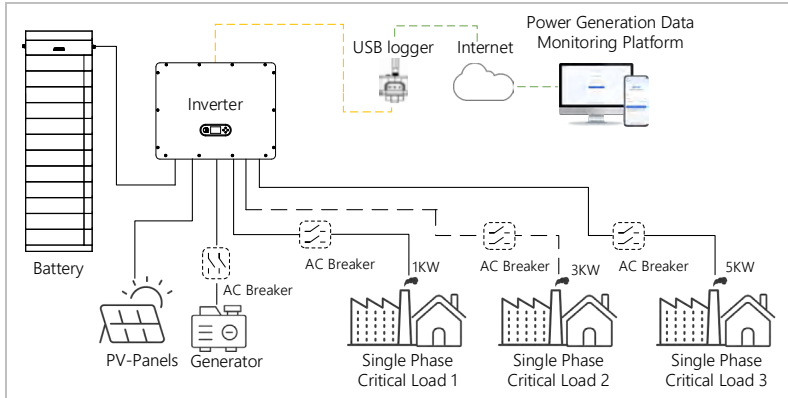 Power Generation Data
Monitoring Platform
USB logger
Internet
Inverter
Battery
AC Breaker
AC Breaker
1KW
AC Breaker
3KW
AC Breaker
5KW
PV-Panels
Generator
Single Phase
Critical Load 1
Single Phase
Critical Load 2
Single Phase
Critical Load 3